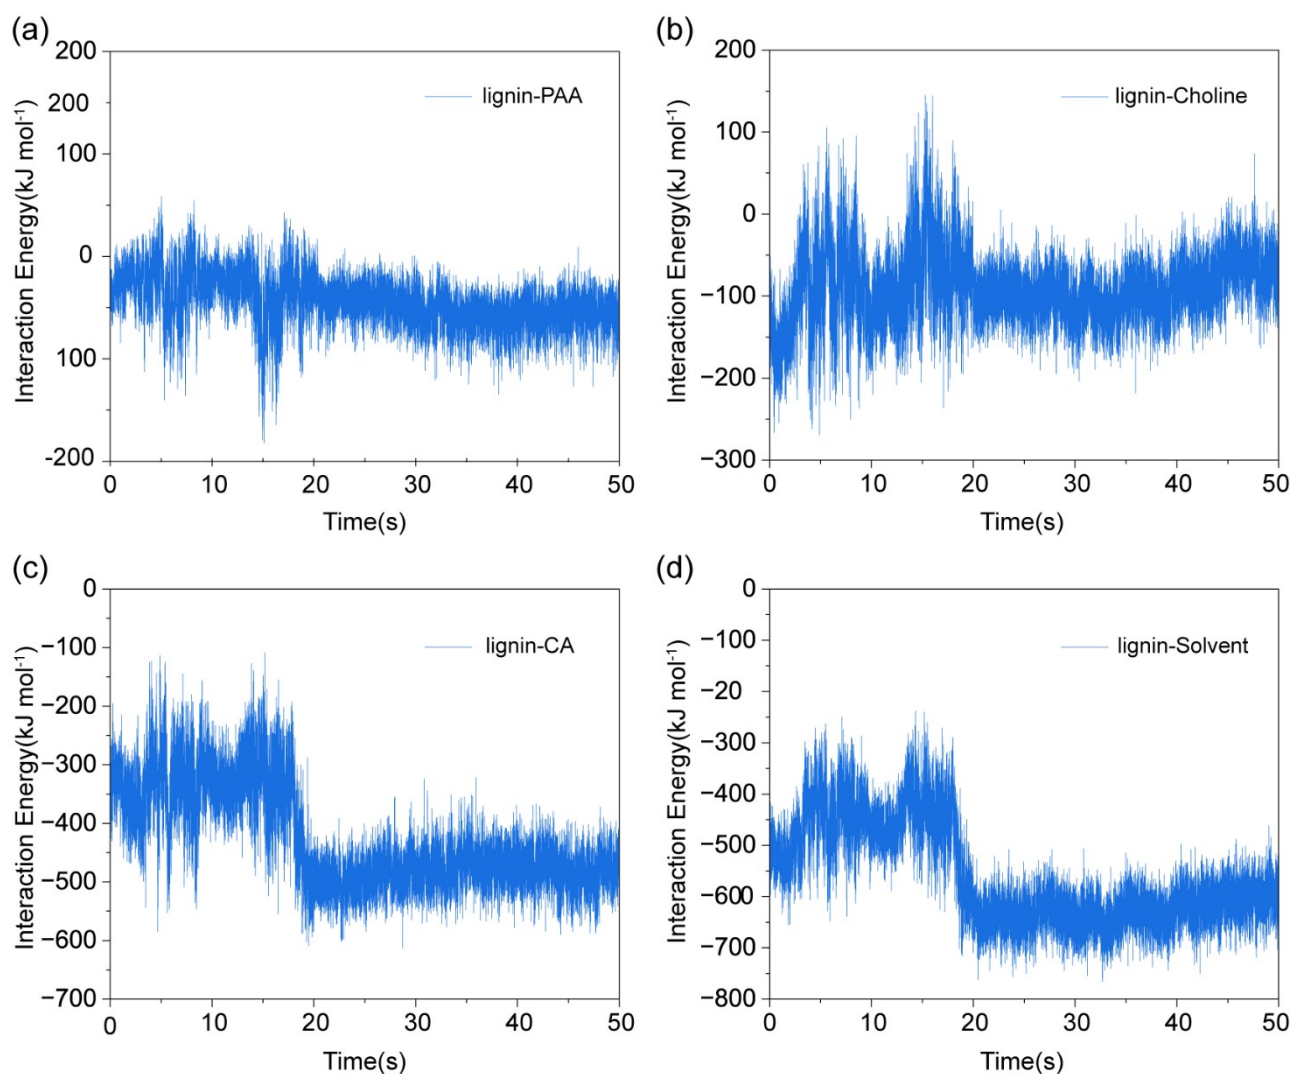 (a)
200
200
100
0
100
-200
Interaction Energy(kJ mol⁻¹)
lignin-PAA
0 10 20 30 40 50
Time(s)
(b)
200
100
0
−100
−200
−300
Interaction Energy(kJ mol⁻¹)
lignin-Choline
0 10 20 30 40 50
Time(s)
(c)
0
−100
−200
−300
−400
−500
−600
−700
Interaction Energy(kJ mol⁻¹)
lignin-CA
0 10 20 30 40 50
Time(s)
(d)
0
−100
−20
−300
−400
−500
−600
−700
−800
Interaction Energy(kJ mol⁻¹)
lignin-Solvent
0 10 20 30 40 50
Time(s)